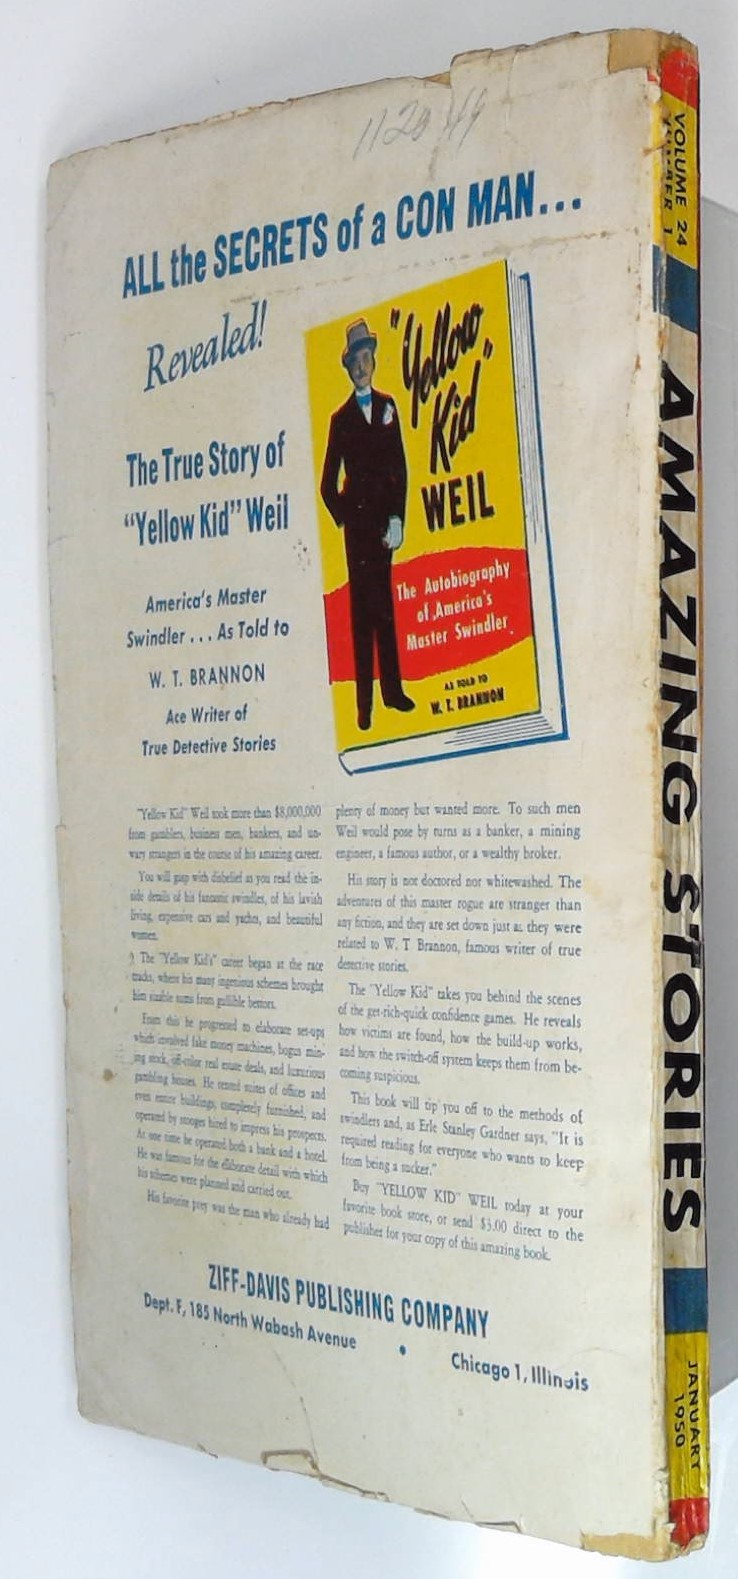 1120 49
ALL the SECRETS of a CON MAN...
Revealed!
The True Story of
"Yellow Kid" Weil
America's Master
Swindler... As Told to
W. T. BRANNON
Ace Writer of
True Detective Stories
"Yellow
Kid"
WEIL
The Autobiography
of America's
Master Swindler
AS TOLD TO
W. T. BRANNON
"Yellow Kid" Weil took more than $8,000,000
from gamblers, business men, bankers, and un-
wary strangers in the course of his amazing career.
You will gasp with disbelief as you read the in-
side details of his fantastic swindles, of his lavish
living, expensive cars and yachts, and beautiful
women.
The "Yellow Kid's" career began at the race
tracks, where his many ingenious schemes brought
him sizable sums from gullible bettors.
From this he progressed to elaborate set-ups
which involved fake money machines, bogus min-
ing stock, off-color real estate deals, and luxurious
gambling houses. He rented suites of offices and
even entire buildings, completely furnished, and
operated by stooges hired to impress his prospects.
At one time he operated both a bank and a hotel.
He was famous for the elaborate detail with which
his schemes were planned and carried out.
His favorite prey was the man who already had
plenty of money but wanted more. To such men
Weil would pose by turns as a banker, a mining
engineer, a famous author, or a wealthy broker.
His story is not doctored nor whitewashed. The
adventures of this master rogue are stranger than
any fiction, and they are set down just as they were
related to W. T Brannon, famous writer of true
detective stories.
The "Yellow Kid" takes you behind the scenes
of the get-rich-quick confidence games. He reveals
how victims are found, how the build-up works,
and how the switch-off system keeps them from be-
coming suspicious.
This book will tip you off to the methods of
swindlers and, as Erle Stanley Gardner says, "It is
required reading for everyone who wants to keep
from being a sucker."
Buy "YELLOW KID" WEIL today at your
favorite book store, or send $3.00 direct to the
publisher for your copy of this amazing book.
ZIFF-DAVIS PUBLISHING COMPANY
Dept. F, 185 North Wabash Avenue • Chicago 1, Illinois
VOLUME 24
NUMBER 1
AMAZING STORIES
JANUARY
1950